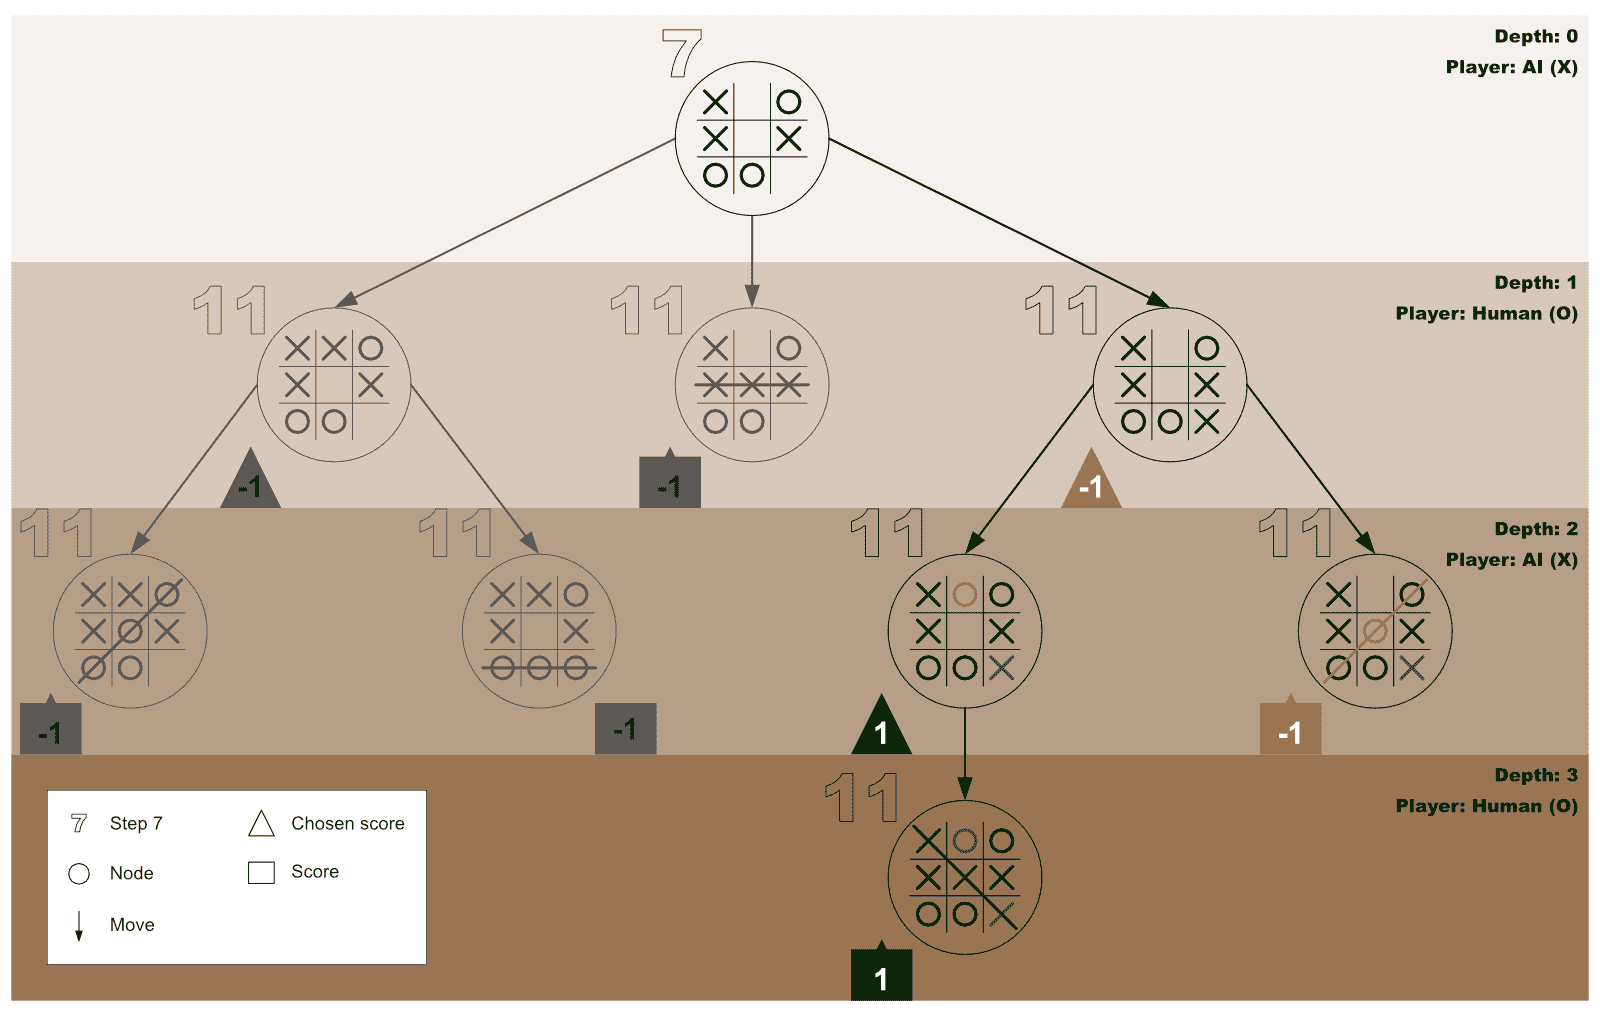 7
Depth: 0
Player: AI (X)
X O
X X
O O
Depth: 1
Player: Human (O)
11
X X O
X X
O O
-1
11
X O
X X X
O O
-1
11
X O
X X
O O X
-1
Depth: 2
Player: AI (X)
11
X X O
X O X
O O
-1
11
X X O
X X
O O O
-1
11
X O O
X X
O O X
1
11
X O
X O X
O O X
-1
Depth: 3
Player: Human (O)
11
X O O
X X X
O O X
1
7 Step 7
Chosen score
Node
Score
Move